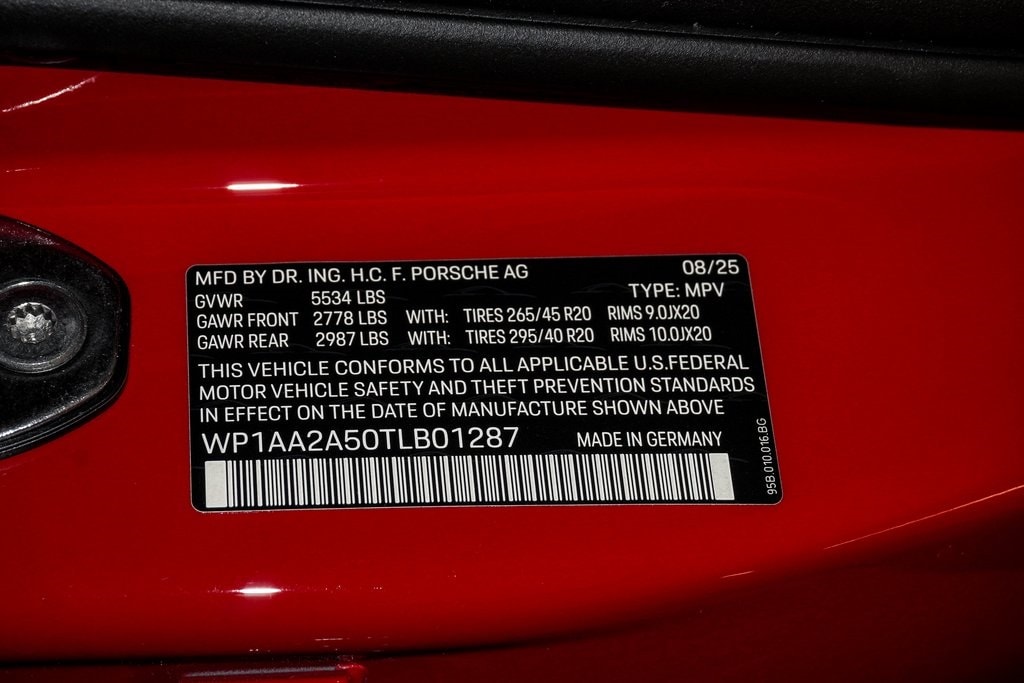 MFD BY DR. ING. H.C. F. PORSCHE AG 08/25
GVWR 5534 LBS TYPE: MPV
GAWR FRONT 2778 LBS WITH: TIRES 265/45 R20 RIMS 9.0JX20
GAWR REAR 2987 LBS WITH: TIRES 295/40 R20 RIMS 10.0JX20
THIS VEHICLE CONFORMS TO ALL APPLICABLE U.S.FEDERAL
MOTOR VEHICLE SAFETY AND THEFT PREVENTION STANDARDS
IN EFFECT ON THE DATE OF MANUFACTURE SHOWN ABOVE
WP1AA2A50TLB01287 MADE IN GERMANY
95B.010.016.BG